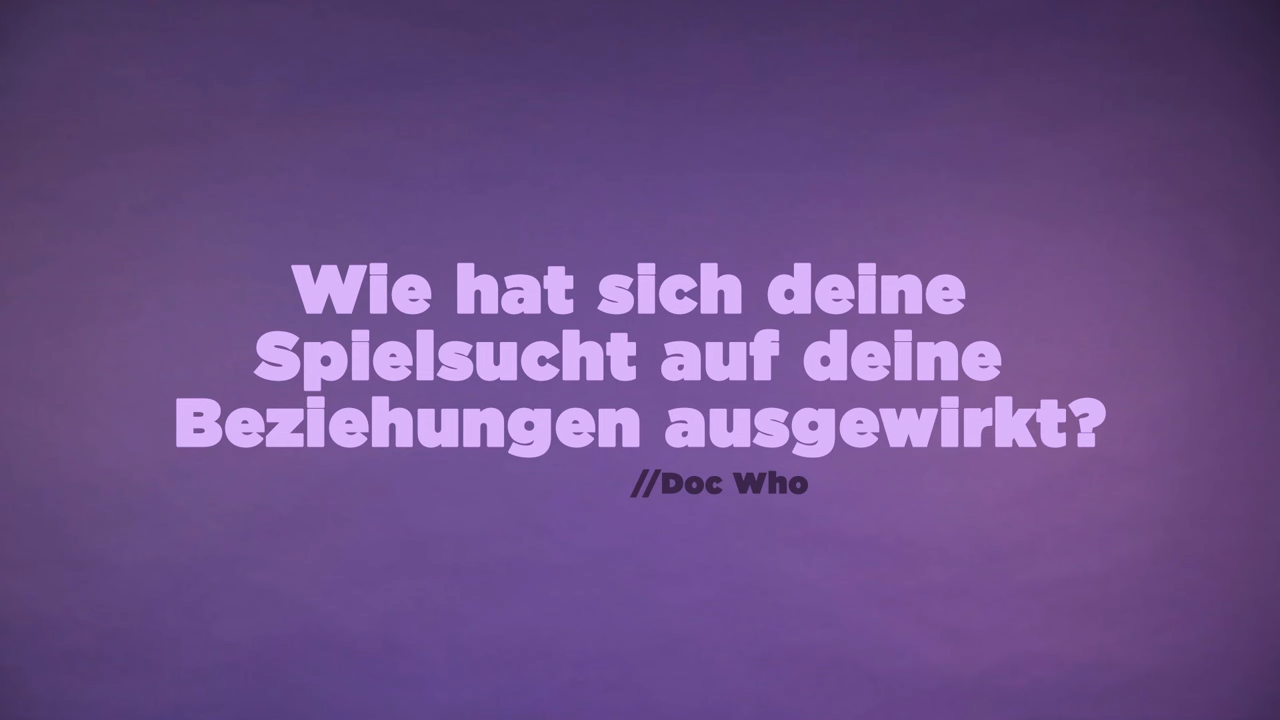 Wie hat sich deine
Spielsucht auf deine
Beziehungen ausgewirkt?
//Doc Who